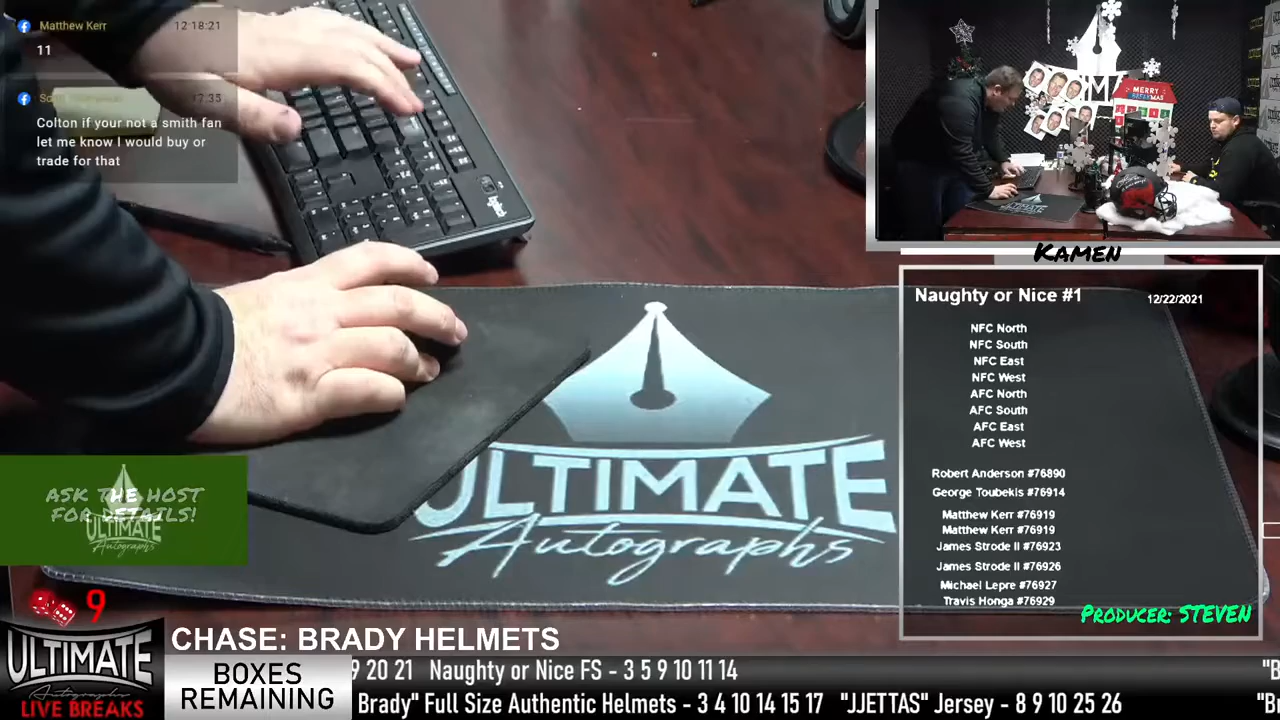 Matthew Kerr 12:18:21
11
17:35
Colton if your not a smith fan
let me know I would buy or
trade for that
MERRY
Kamen
Naughty or Nice #1 12/22/2021
NFC North
NFC South
NFC East
NFC West
AFC North
AFC South
AFC East
AFC West
Robert Anderson #76890
George Toubekis #76914
Matthew Kerr #76919
Matthew Kerr #76919
James Strode II #76923
James Strode II #76926
Michael Lepre #76927
Travis Honga #76929
Producer: STEVEN
ULTIMATE
Autographs
ASK THE HOST
FOR DETAILS!
ULTIMATE
Autographs
9
ULTIMATE
Autographs
LIVE BREAKS
CHASE: BRADY HELMETS
BOXES
REMAINING
9 20 21 Naughty or Nice FS - 3 5 9 10 11 14 "B
Brady" Full Size Authentic Helmets - 3 4 10 14 15 17 "JJETTAS" Jersey - 8 9 10 25 26 "B